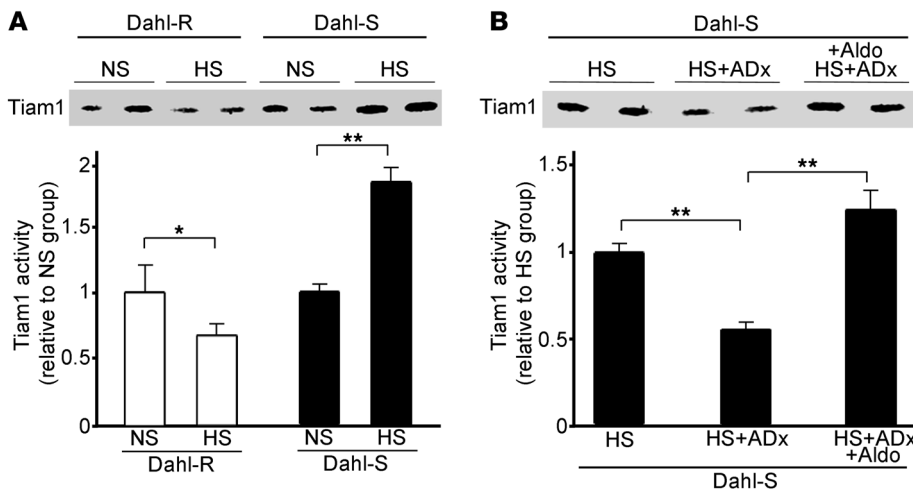 A
Dahl-R Dahl-S
NS HS NS HS
Tiam1
Tiam1 activity
(relative to NS group)
2
1.5
1
0.5
0
*
**
NS HS NS HS
Dahl-R Dahl-S
B
Dahl-S
HS HS+ADx +Aldo
HS+ADx
Tiam1
Tiam1 activity
(relative to HS group)
1.5
1
0.5
0
**
**
HS HS+ADx HS+ADx
+Aldo
Dahl-S